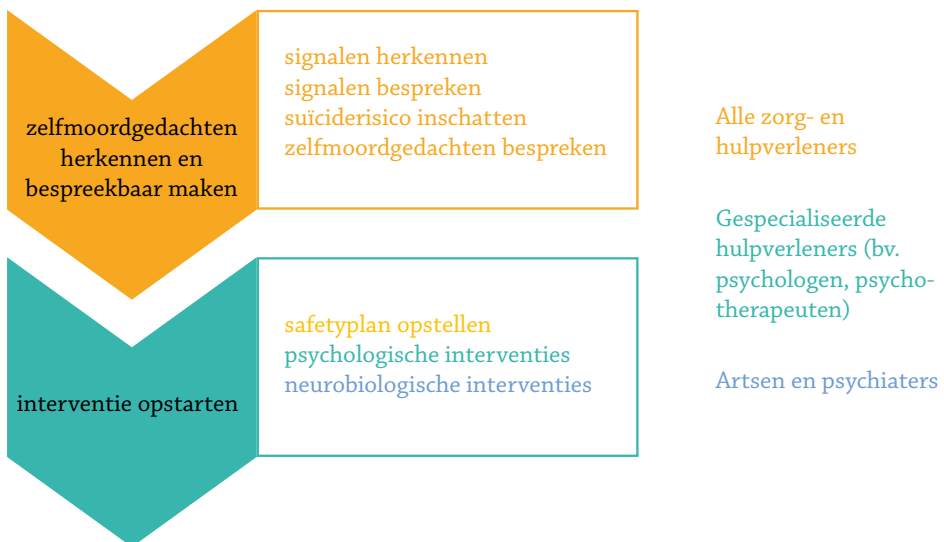 zelfmoordgedachten
herkennen en
bespreekbaar maken
signalen herkennen
signalen bespreken
suïciderisico inschatten
zelfmoordgedachten bespreken
interventie opstarten
safetyplan opstellen
psychologische interventies
neurobiologische interventies
Alle zorg- en
hulpverleners
Gespecialiseerde
hulpverleners (bv.
psychologen, psycho-
therapeuten)
Artsen en psychiaters